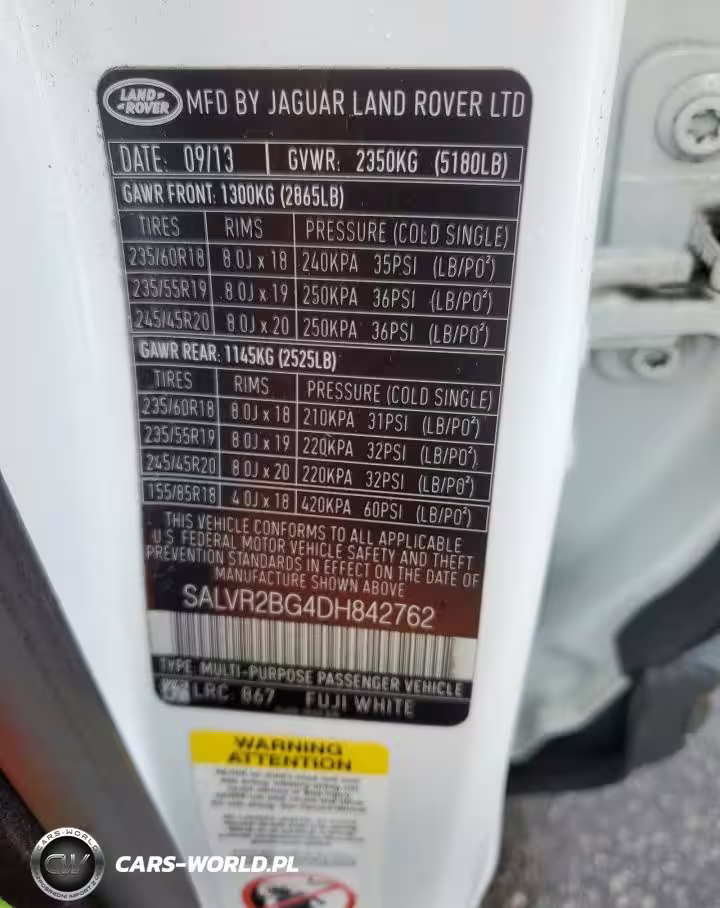 LAND-
-ROVER
MFD BY JAGUAR LAND ROVER LTD
DATE: 09/13 GVWR: 2350KG (5180LB)
GAWR FRONT: 1300KG (2865LB)
TIRES RIMS PRESSURE (COLD SINGLE)
235/60R18 8.0J x 18 240KPA 35PSI (LB/PO²)
235/55R19 8.0J x 19 250KPA 36PSI (LB/PO²)
245/45R20 8.0J x 20 250KPA 36PSI (LB/PO²)
GAWR REAR: 1145KG (2525LB)
TIRES RIMS PRESSURE (COLD SINGLE)
235/60R18 8.0J x 18 210KPA 31PSI (LB/PO²)
235/55R19 8.0J x 19 220KPA 32PSI (LB/PO²)
245/45R20 8.0J x 20 220KPA 32PSI (LB/PO²)
155/85R18 4.0J x 18 420KPA 60PSI (LB/PO²)
THIS VEHICLE CONFORMS TO ALL APPLICABLE
U.S FEDERAL MOTOR VEHICLE SAFETY AND THEFT
PREVENTION STANDARDS IN EFFECT ON THE DATE OF
MANUFACTURE SHOWN ABOVE
SALVR2BG4DH842762
TYPE: MULTI-PURPOSE PASSENGER VEHICLE
LRC: 867 FUJI WHITE
WARNING
ATTENTION
CARS-WORLD
CW
BEZPOŚREDNI IMPORT Z USA
CARS-WORLD.PL